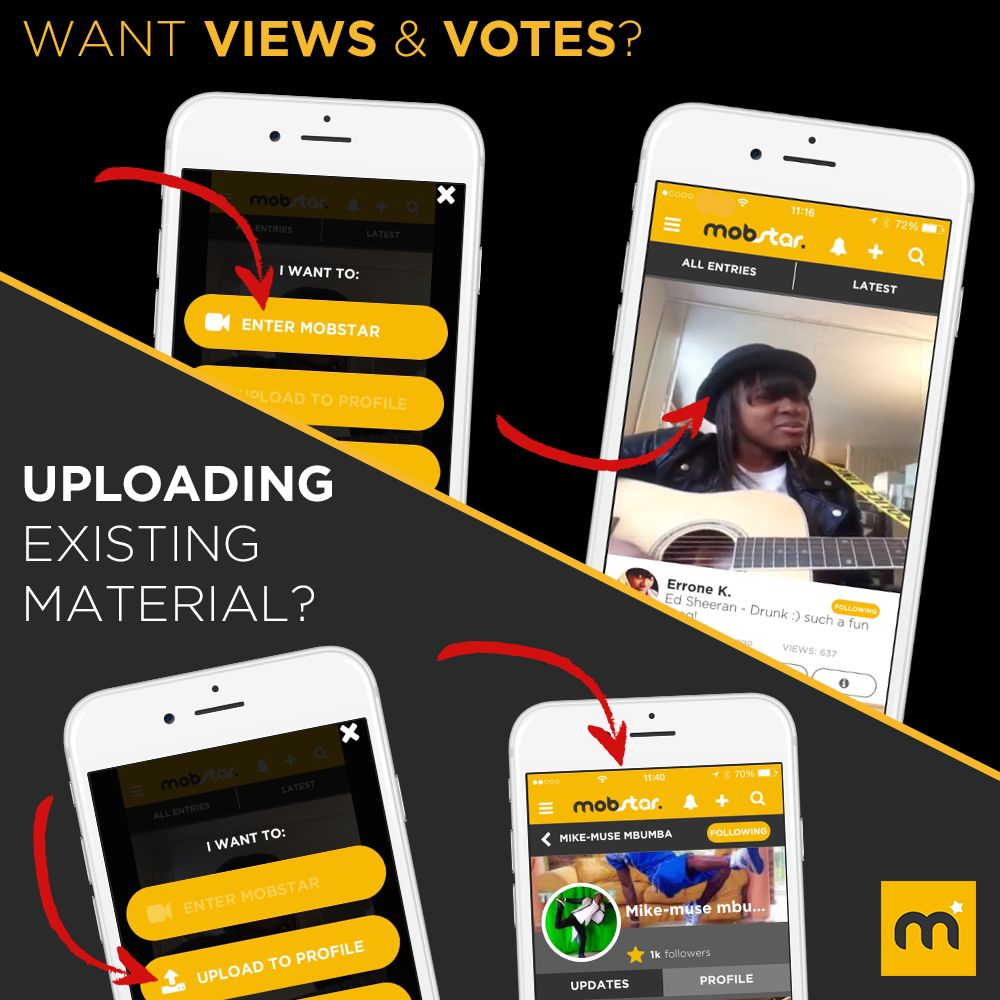 WANT VIEWS & VOTES?
mobstar.
ALL ENTRIES
LATEST
I WANT TO:
ENTER MOBSTAR
UPLOAD TO PROFILE
11:16
72%
mobstar.
ALL ENTRIES
LATEST
Errone K.
Ed Sheeran - Drunk :) such a fun
FOLLOWING
VIEWS: 637
UPLOADING
EXISTING
MATERIAL?
mobstar.
ALL ENTRIES
LATEST
I WANT TO:
ENTER MOBSTAR
UPLOAD TO PROFILE
11:40
70%
mobstar.
MIKE-MUSE MBUMBA
FOLLOWING
Mike-muse mbu...
1k followers
UPDATES
PROFILE
m